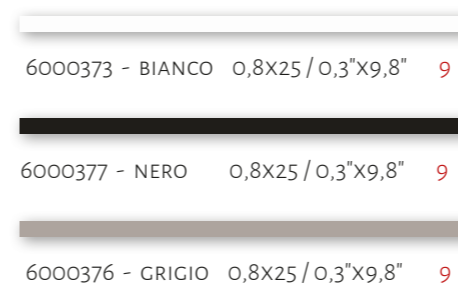 6000373 - BIANCO 0,8X25 / 0,3"X9,8" 9
6000377 - NERO 0,8X25 / 0,3"X9,8" 9
6000376 - GRIGIO 0,8X25 / 0,3"X9,8" 9